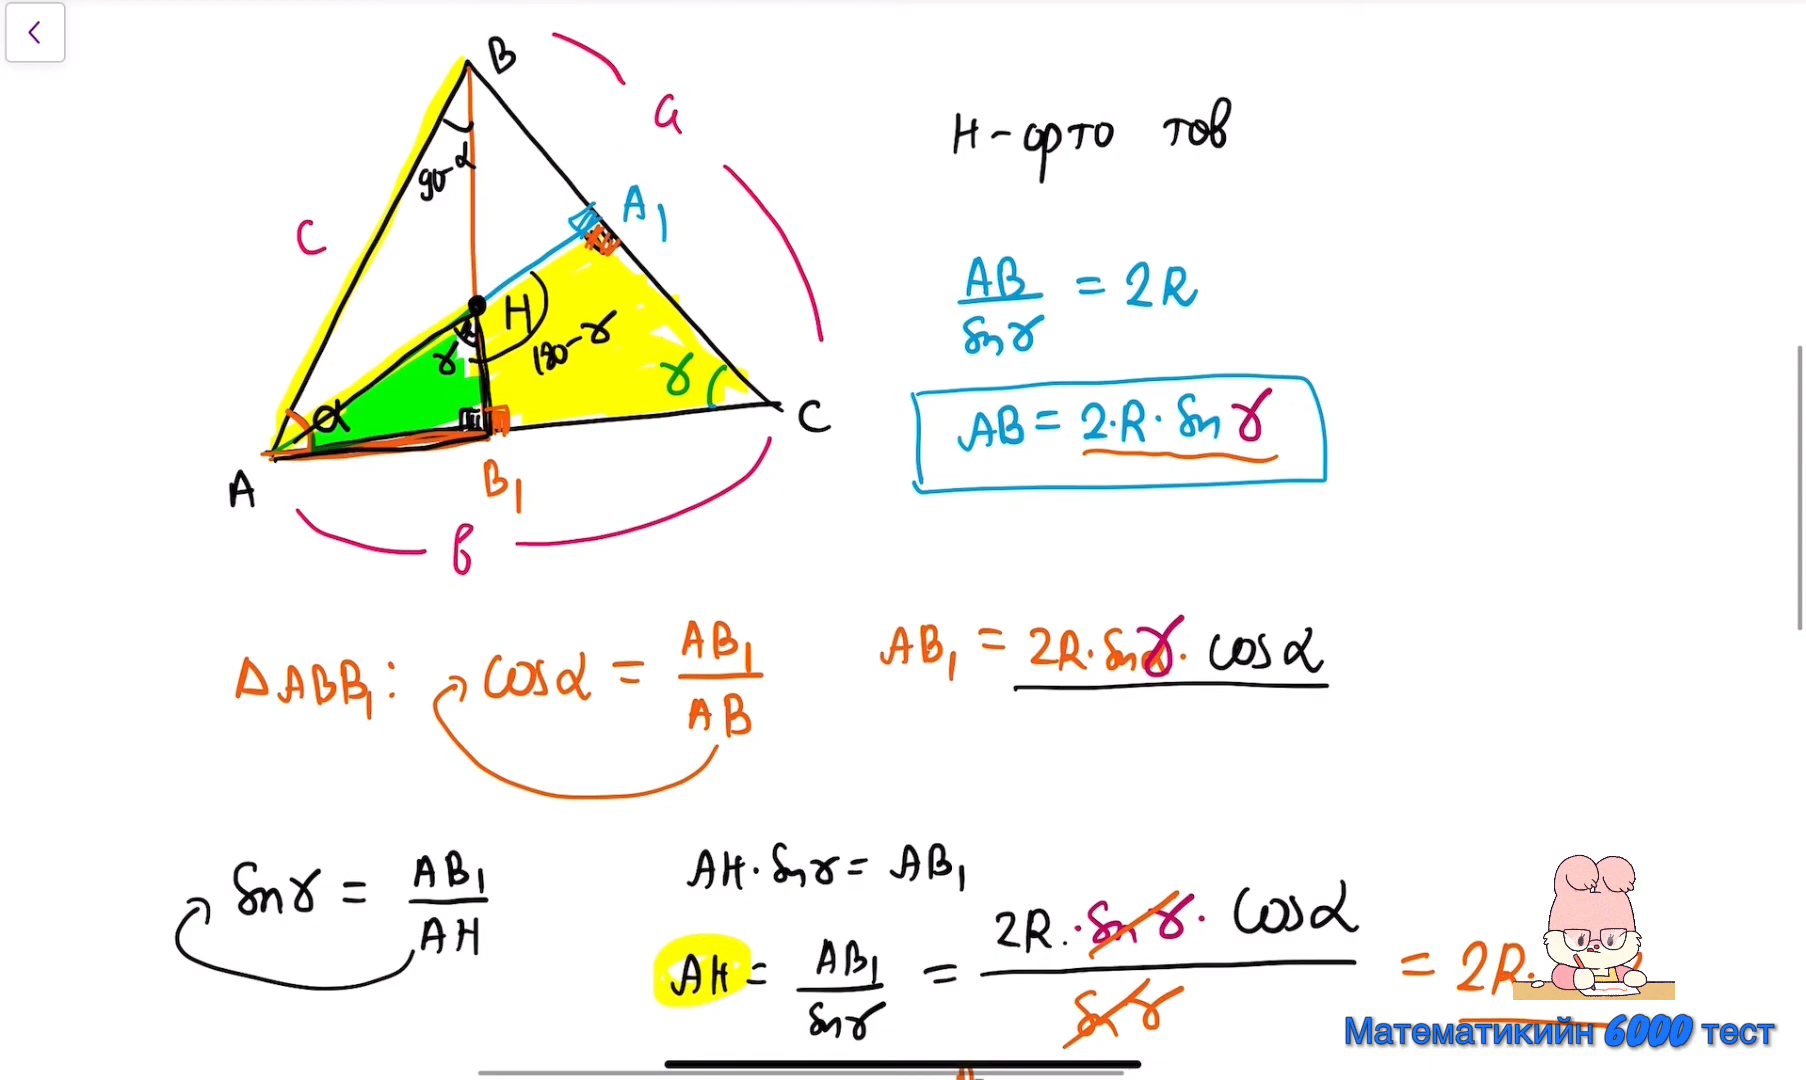 B
a
H - орто төв
90-α
A₁
C
AB/sinγ = 2R
H
γ
180-γ
γ
α
AB = 2·R·sinγ
C
A
B₁
в
ΔABB₁: cosα = AB₁/AB
AB₁ = 2R·sinγ·cosα
sinγ = AB₁/AH
AH·sinγ = AB₁
AH = AB₁/sinγ = 2R·sinγ·cosα/sinγ = 2R·
Математикийн 6000 тест